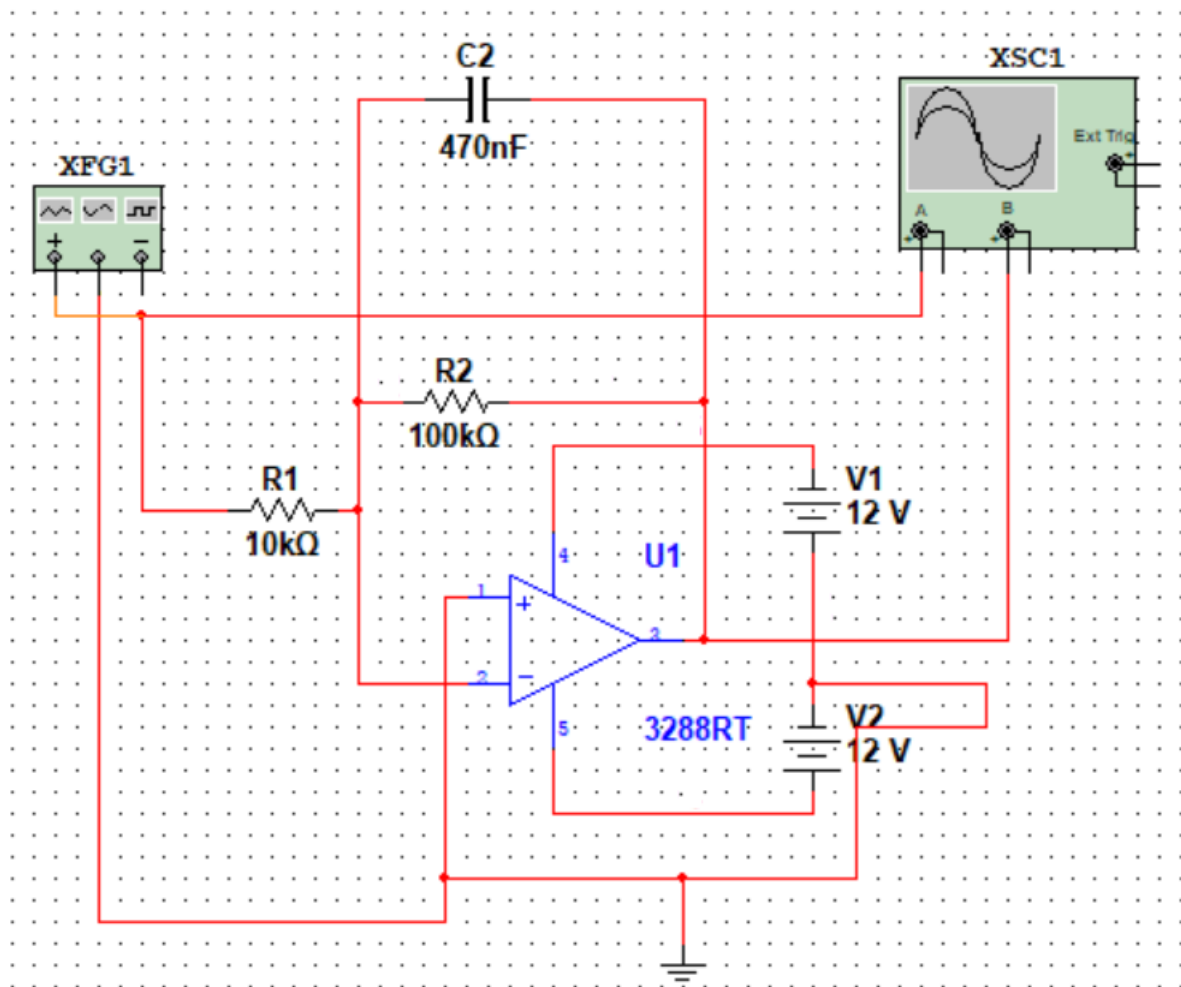 C2
470nF
XSC1
Ext Trig
+
A
B
+
+
XFG1
+
−
R2
100kΩ
R1
10kΩ
V1
12 V
4
U1
1
+
3
2
−
5
3288RT
V2
12 V